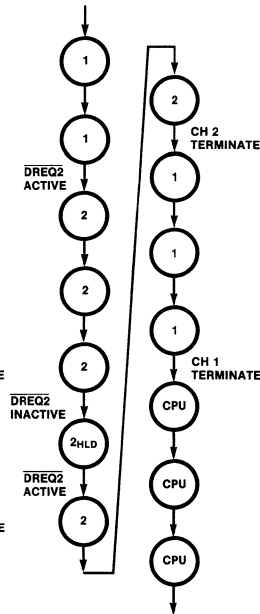 1
1
DREQ2
ACTIVE
2
2
2
E
DREQ2
INACTIVE
2HLD
DREQ2
ACTIVE
2
E
2
CH 2
TERMINATE
1
1
1
CH 1
TERMINATE
CPU
CPU
CPU